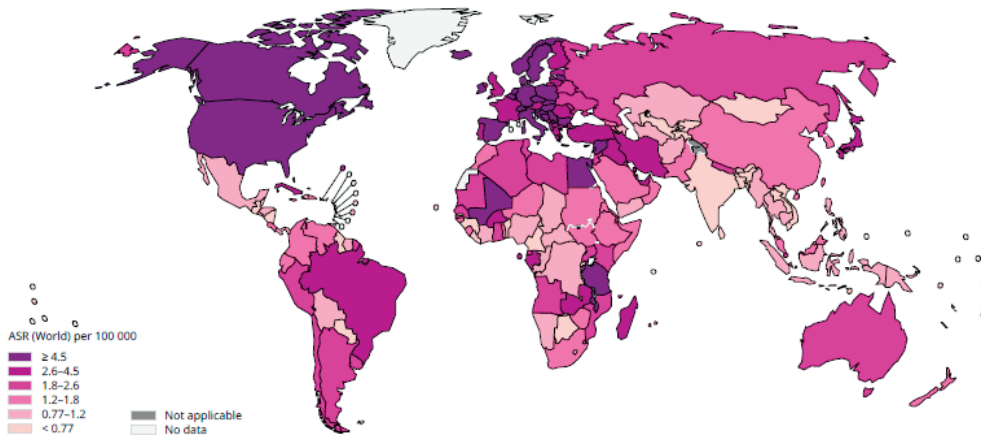 ASR (World) per 100 000
≥ 4.5
2.6–4.5
1.8–2.6
1.2–1.8
0.77–1.2
< 0.77
Not applicable
No data